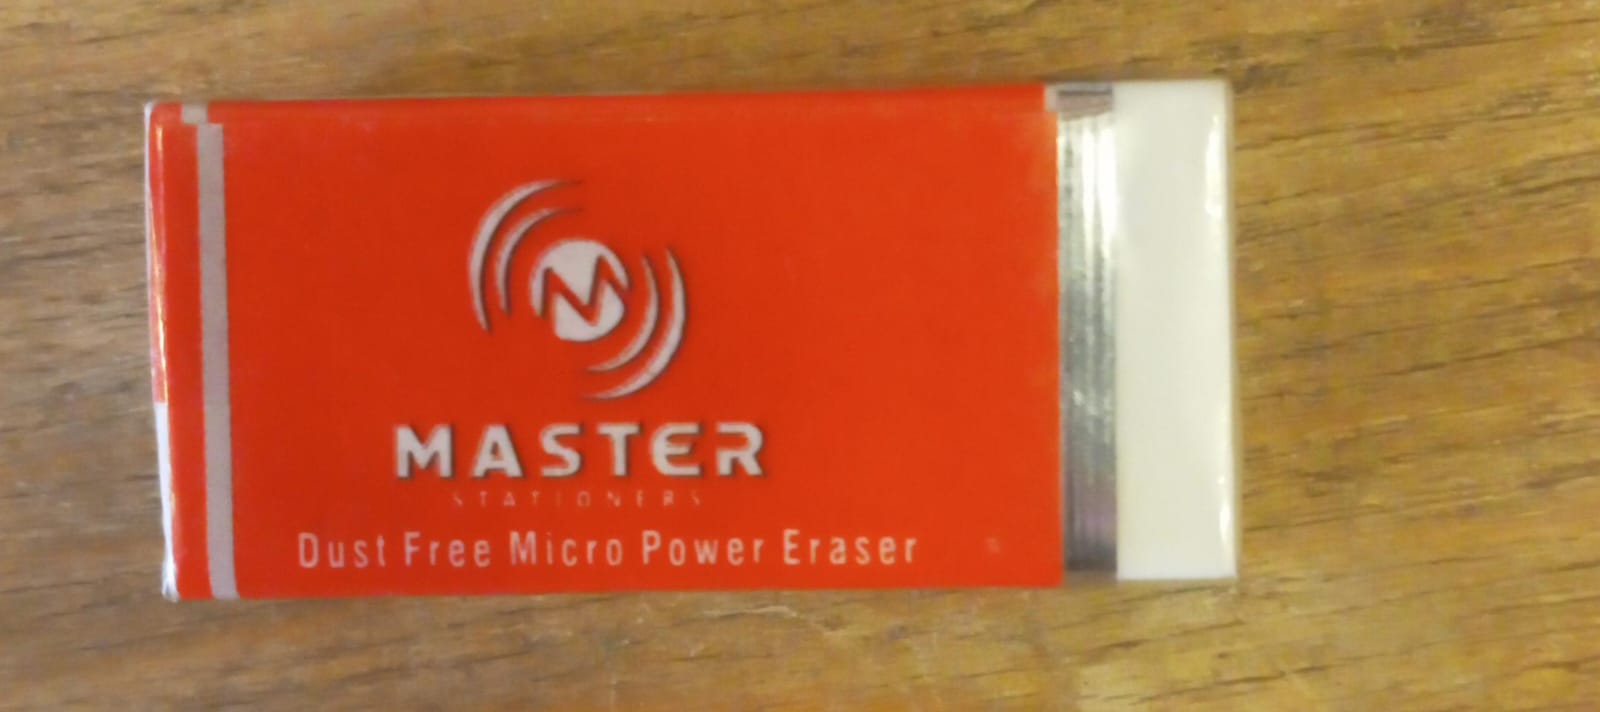 M
MASTER
STATIONERS
Dust Free Micro Power Eraser